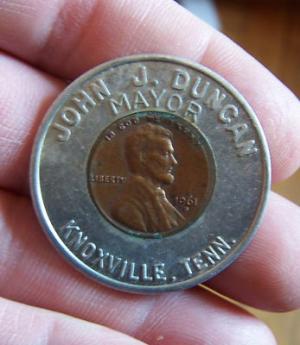 JOHN J. DUNCAN
MAYOR
IN GOD WE TRUST
LIBERTY
1961
D
KNOXVILLE, TENN.